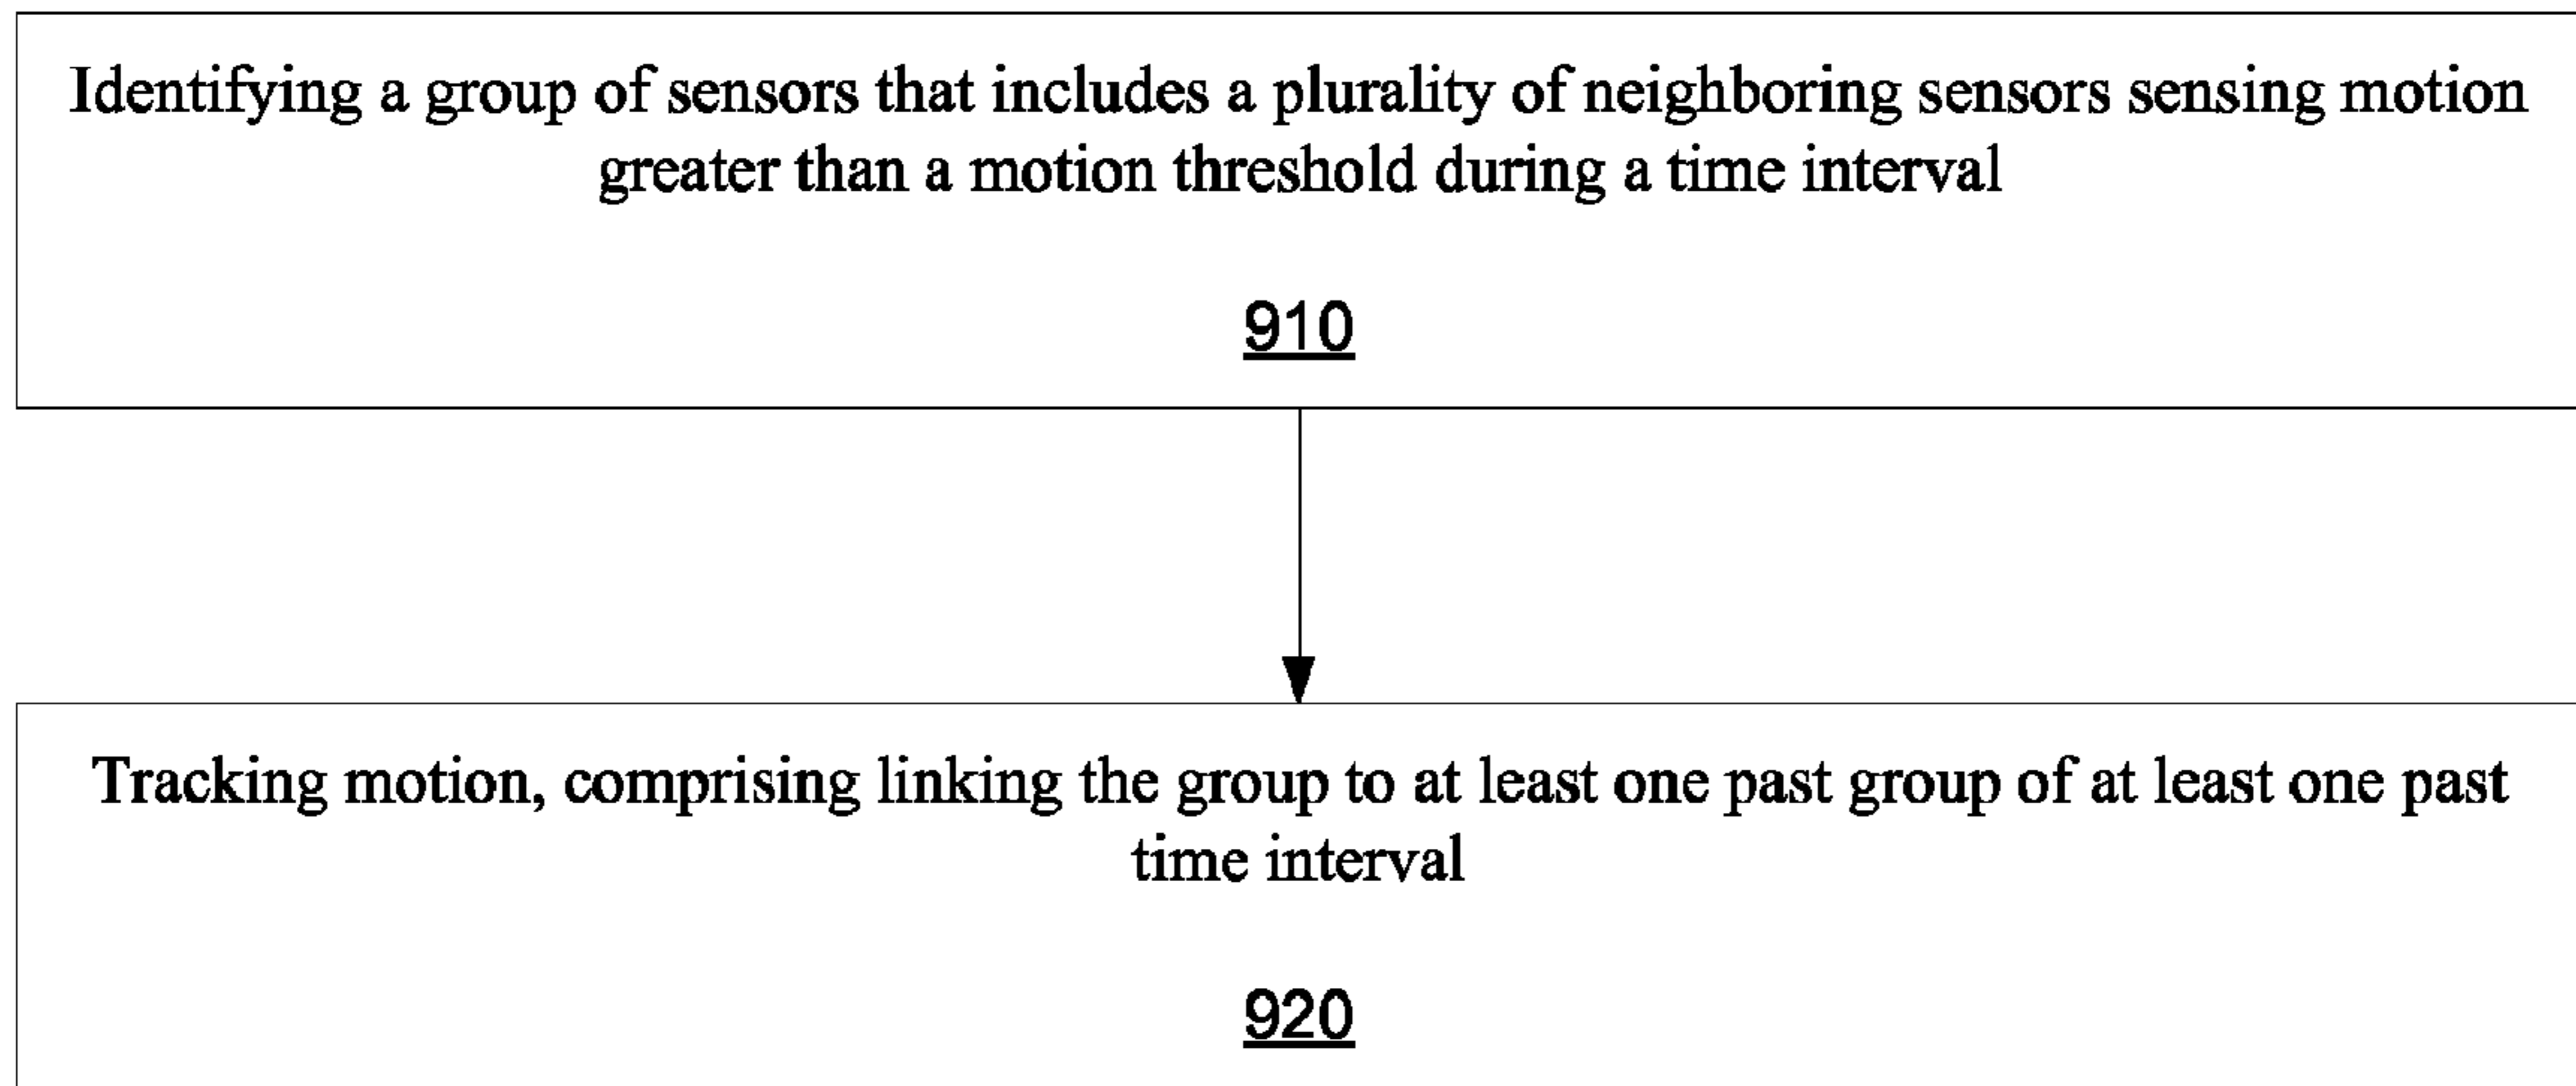 Identifying a group of sensors that includes a plurality of neighboring sensors sensing motion
greater than a motion threshold during a time interval
910
Tracking motion, comprising linking the group to at least one past group of at least one past
time interval
920